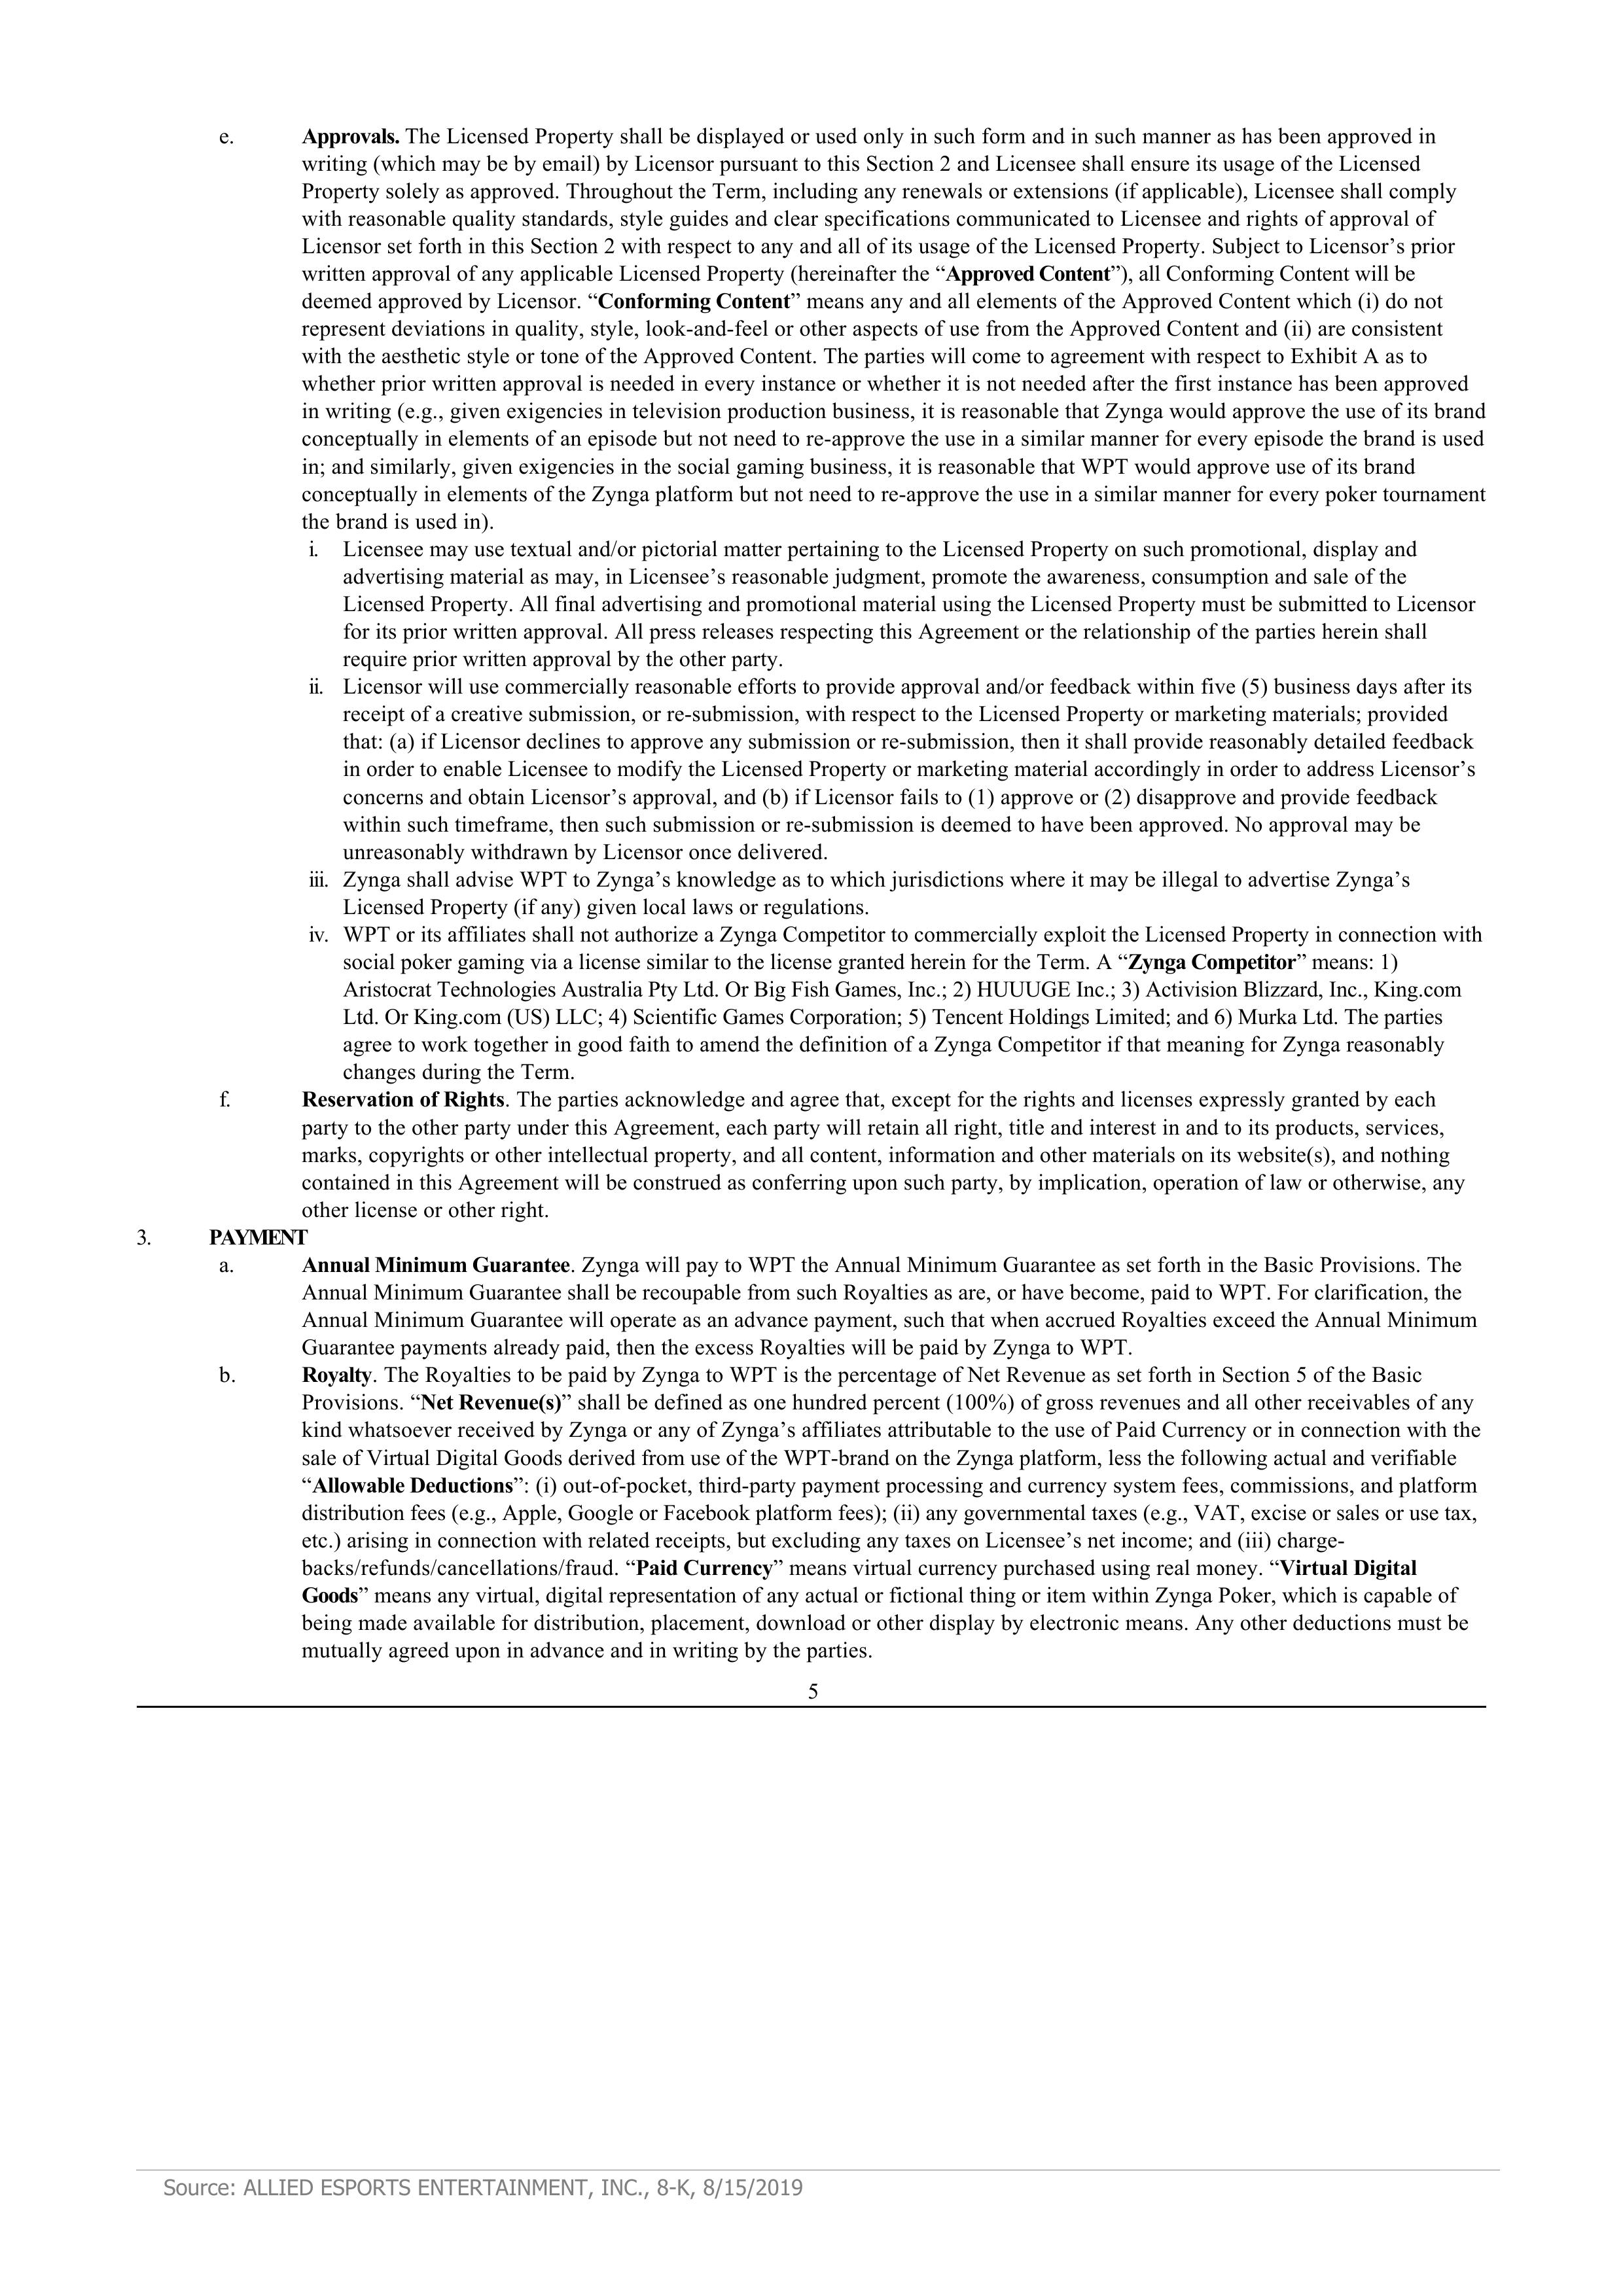 e. Approvals. The Licensed Property shall be displayed or used only in such form and in such manner as has been approved in
writing (which may be by email) by Licensor pursuant to this Section 2 and Licensee shall ensure its usage of the Licensed
Property solely as approved. Throughout the Term, including any renewals or extensions (if applicable), Licensee shall comply
with reasonable quality standards, style guides and clear specifications communicated to Licensee and rights of approval of
Licensor set forth in this Section 2 with respect to any and all of its usage of the Licensed Property. Subject to Licensor’s prior
written approval of any applicable Licensed Property (hereinafter the “Approved Content”), all Conforming Content will be
deemed approved by Licensor. “Conforming Content” means any and all elements of the Approved Content which (i) do not
represent deviations in quality, style, look-and-feel or other aspects of use from the Approved Content and (ii) are consistent
with the aesthetic style or tone of the Approved Content. The parties will come to agreement with respect to Exhibit A as to
whether prior written approval is needed in every instance or whether it is not needed after the first instance has been approved
in writing (e.g., given exigencies in television production business, it is reasonable that Zynga would approve the use of its brand
conceptually in elements of an episode but not need to re-approve the use in a similar manner for every episode the brand is used
in; and similarly, given exigencies in the social gaming business, it is reasonable that WPT would approve use of its brand
conceptually in elements of the Zynga platform but not need to re-approve the use in a similar manner for every poker tournament
the brand is used in).
i. Licensee may use textual and/or pictorial matter pertaining to the Licensed Property on such promotional, display and
advertising material as may, in Licensee’s reasonable judgment, promote the awareness, consumption and sale of the
Licensed Property. All final advertising and promotional material using the Licensed Property must be submitted to Licensor
for its prior written approval. All press releases respecting this Agreement or the relationship of the parties herein shall
require prior written approval by the other party.
ii. Licensor will use commercially reasonable efforts to provide approval and/or feedback within five (5) business days after its
receipt of a creative submission, or re-submission, with respect to the Licensed Property or marketing materials; provided
that: (a) if Licensor declines to approve any submission or re-submission, then it shall provide reasonably detailed feedback
in order to enable Licensee to modify the Licensed Property or marketing material accordingly in order to address Licensor’s
concerns and obtain Licensor’s approval, and (b) if Licensor fails to (1) approve or (2) disapprove and provide feedback
within such timeframe, then such submission or re-submission is deemed to have been approved. No approval may be
unreasonably withdrawn by Licensor once delivered.
iii. Zynga shall advise WPT to Zynga’s knowledge as to which jurisdictions where it may be illegal to advertise Zynga’s
Licensed Property (if any) given local laws or regulations.
iv. WPT or its affiliates shall not authorize a Zynga Competitor to commercially exploit the Licensed Property in connection with
social poker gaming via a license similar to the license granted herein for the Term. A “Zynga Competitor” means: 1)
Aristocrat Technologies Australia Pty Ltd. Or Big Fish Games, Inc.; 2) HUUUGE Inc.; 3) Activision Blizzard, Inc., King.com
Ltd. Or King.com (US) LLC; 4) Scientific Games Corporation; 5) Tencent Holdings Limited; and 6) Murka Ltd. The parties
agree to work together in good faith to amend the definition of a Zynga Competitor if that meaning for Zynga reasonably
changes during the Term.
f. Reservation of Rights. The parties acknowledge and agree that, except for the rights and licenses expressly granted by each
party to the other party under this Agreement, each party will retain all right, title and interest in and to its products, services,
marks, copyrights or other intellectual property, and all content, information and other materials on its website(s), and nothing
contained in this Agreement will be construed as conferring upon such party, by implication, operation of law or otherwise, any
other license or other right.
3. PAYMENT
a. Annual Minimum Guarantee. Zynga will pay to WPT the Annual Minimum Guarantee as set forth in the Basic Provisions. The
Annual Minimum Guarantee shall be recoupable from such Royalties as are, or have become, paid to WPT. For clarification, the
Annual Minimum Guarantee will operate as an advance payment, such that when accrued Royalties exceed the Annual Minimum
Guarantee payments already paid, then the excess Royalties will be paid by Zynga to WPT.
b. Royalty. The Royalties to be paid by Zynga to WPT is the percentage of Net Revenue as set forth in Section 5 of the Basic
Provisions. “Net Revenue(s)” shall be defined as one hundred percent (100%) of gross revenues and all other receivables of any
kind whatsoever received by Zynga or any of Zynga’s affiliates attributable to the use of Paid Currency or in connection with the
sale of Virtual Digital Goods derived from use of the WPT-brand on the Zynga platform, less the following actual and verifiable
“Allowable Deductions”: (i) out-of-pocket, third-party payment processing and currency system fees, commissions, and platform
distribution fees (e.g., Apple, Google or Facebook platform fees); (ii) any governmental taxes (e.g., VAT, excise or sales or use tax,
etc.) arising in connection with related receipts, but excluding any taxes on Licensee’s net income; and (iii) charge-
backs/refunds/cancellations/fraud. “Paid Currency” means virtual currency purchased using real money. “Virtual Digital
Goods” means any virtual, digital representation of any actual or fictional thing or item within Zynga Poker, which is capable of
being made available for distribution, placement, download or other display by electronic means. Any other deductions must be
mutually agreed upon in advance and in writing by the parties.
5
Source: ALLIED ESPORTS ENTERTAINMENT, INC., 8-K, 8/15/2019